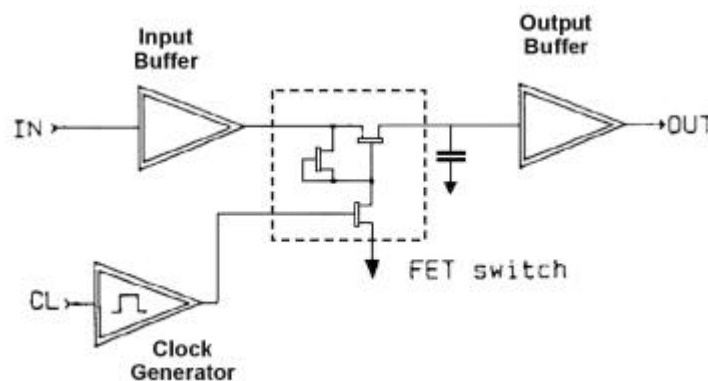 Input
Buffer
Output
Buffer
IN
OUT
FET switch
CL
Clock
Generator